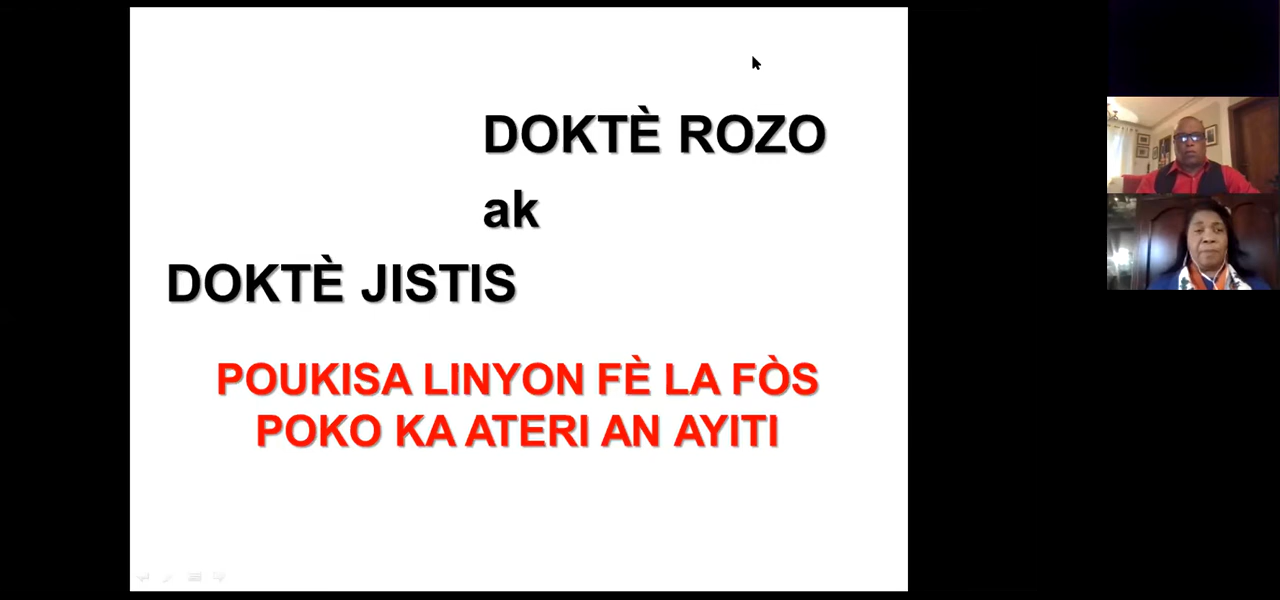 DOKTÈ ROZO
ak
DOKTÈ JISTIS
POUKISA LINYON FÈ LA FÒS
POKO KA ATERI AN AYITI